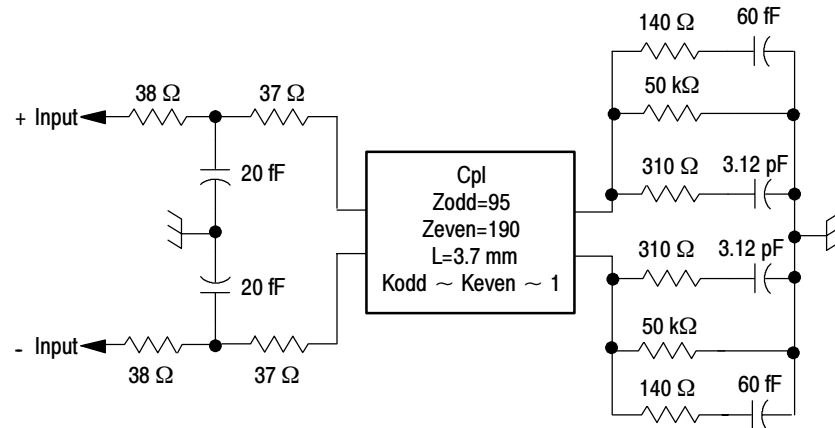 140 Ω
60 fF
50 kΩ
38 Ω
37 Ω
+ Input
20 fF
310 Ω
3.12 pF
Cpl
Zodd=95
Zeven=190
L=3.7 mm
Kodd ~ Keven ~ 1
310 Ω
3.12 pF
20 fF
50 kΩ
- Input
38 Ω
37 Ω
140 Ω
60 fF